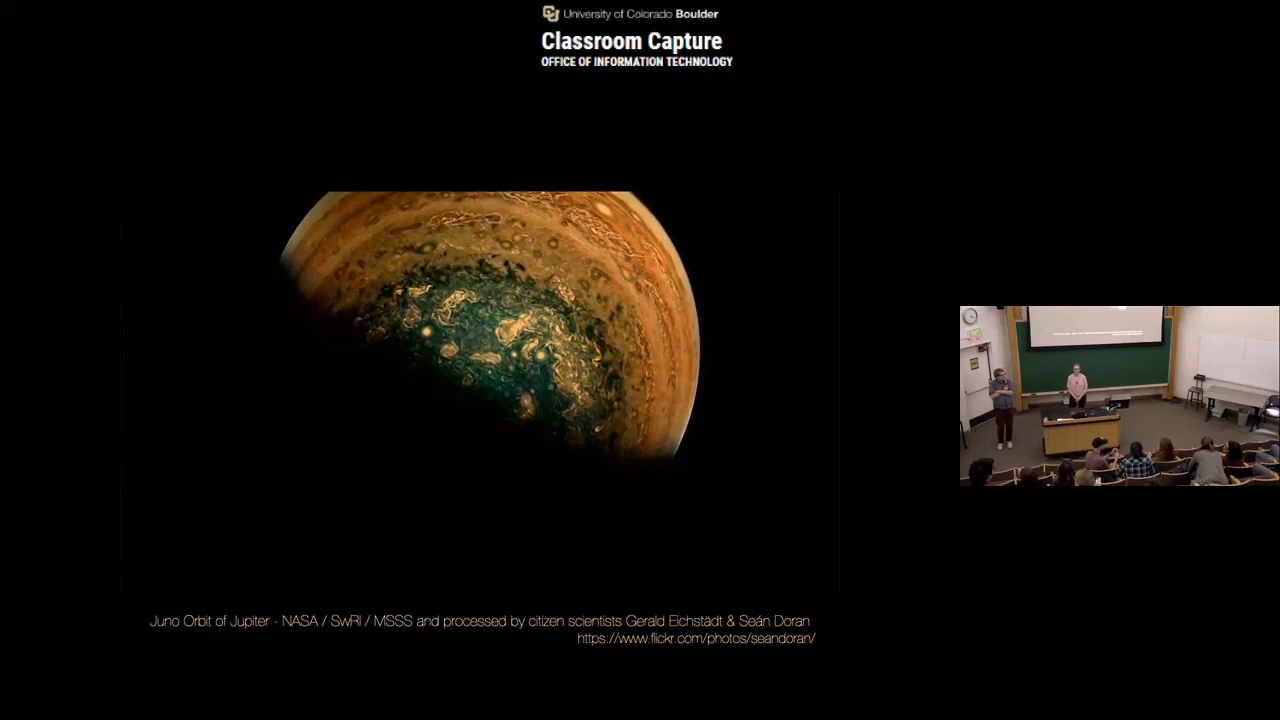 University of Colorado Boulder
Classroom Capture
OFFICE OF INFORMATION TECHNOLOGY
Juno Orbit of Jupiter - NASA / SwRI / MSSS and processed by citizen scientists Gerald Eichstädt & Seán Doran
https://www.flickr.com/photos/seandoran/